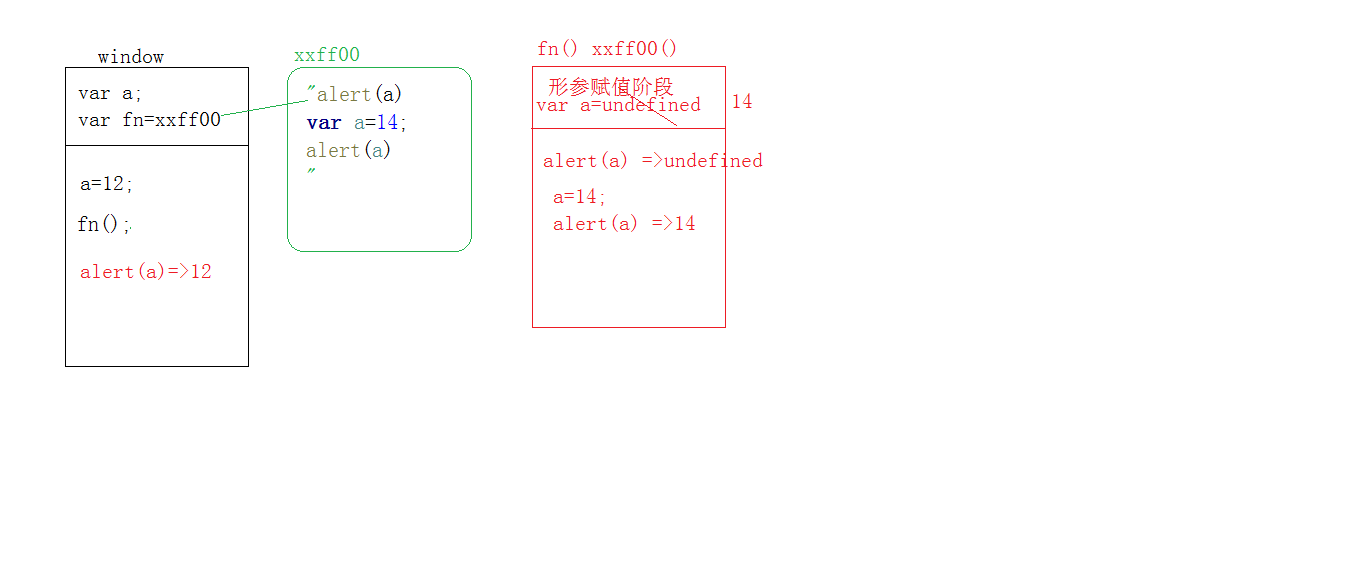 window
var a;
var fn=xxff00
a=12;
fn();
alert(a)=>12
xxff00
"alert(a)
var a=14;
alert(a)
"
fn() xxff00()
形参赋值阶段
var a=undefined
14
alert(a) =>undefined
a=14;
alert(a) =>14